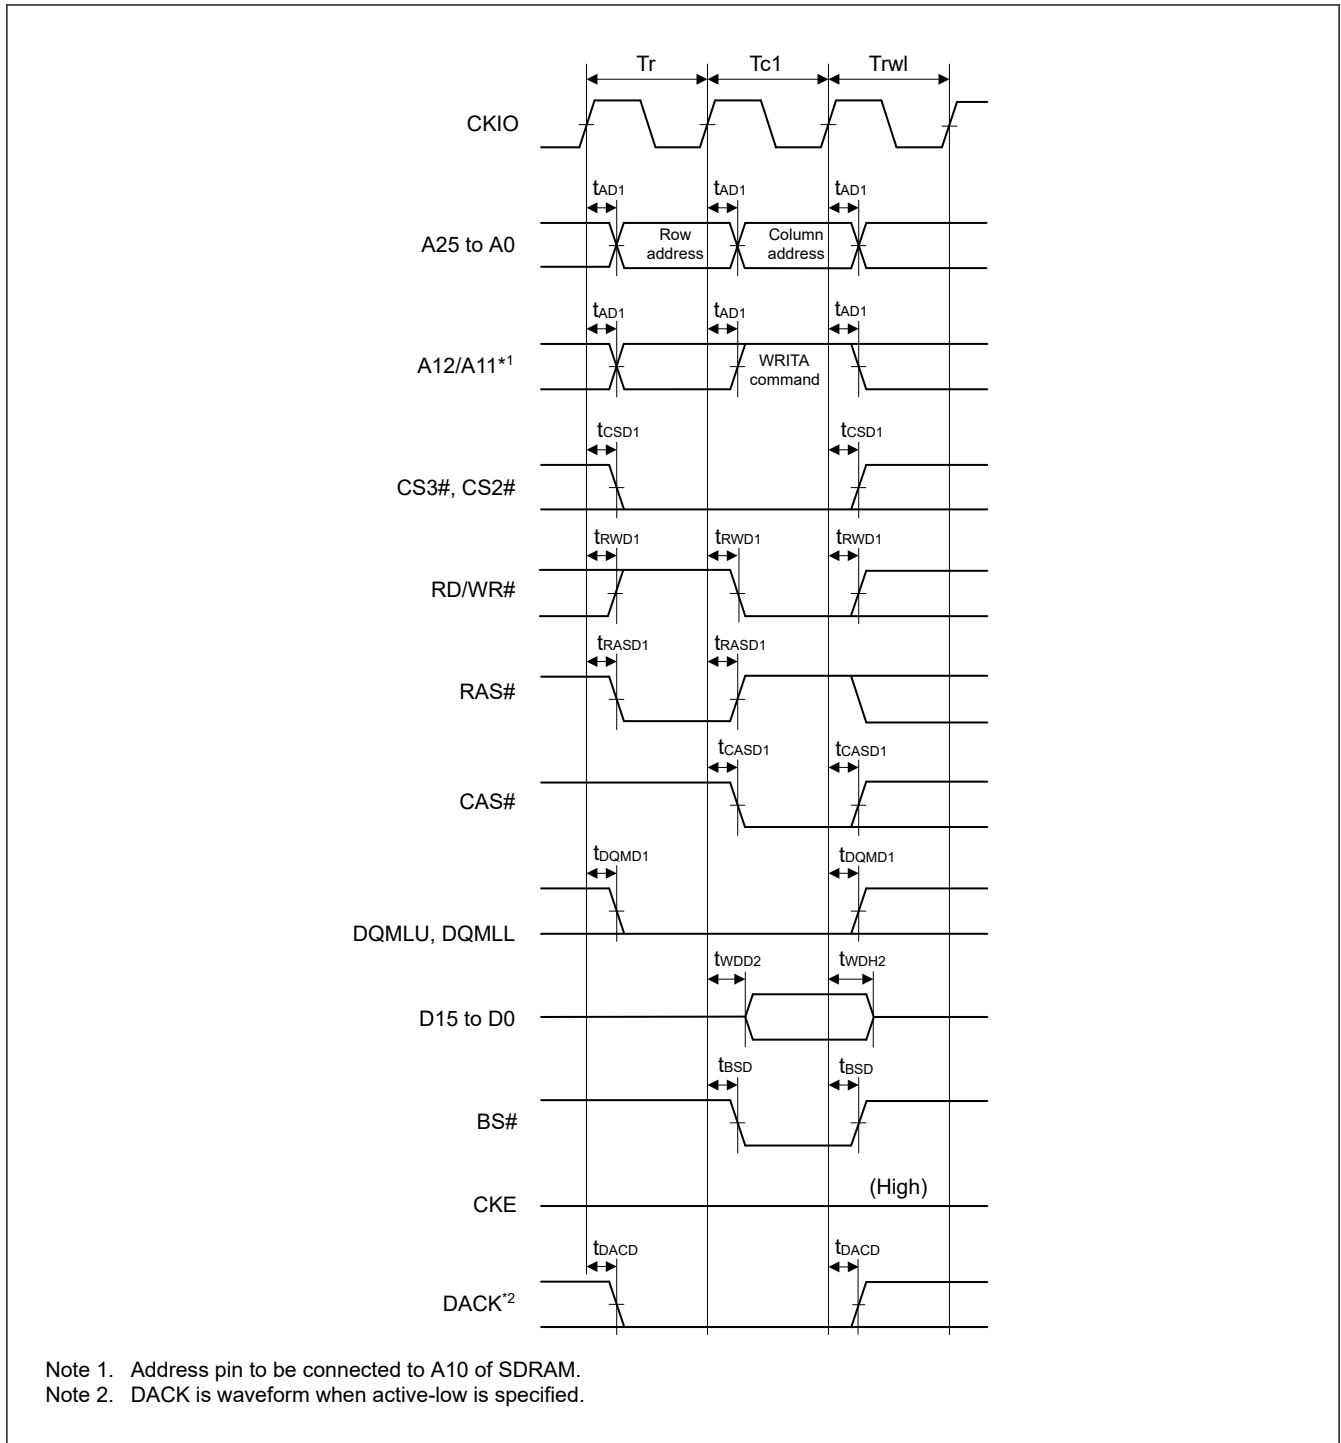 Tr Tc1 Trwl
CKIO
tAD1 tAD1 tAD1
A25 to A0
Row address
Column address
tAD1 tAD1 tAD1
A12/A11*1
WRITA command
tCSD1 tCSD1
CS3#, CS2#
tRWD1 tRWD1 tRWD1
RD/WR#
tRASD1 tRASD1
RAS#
tCASD1 tCASD1
CAS#
tDQMD1 tDQMD1
DQMLU, DQMLL
tWDD2 tWDH2
D15 to D0
tBSD tBSD
BS#
(High)
CKE
tDACD tDACD
DACK*2
Note 1. Address pin to be connected to A10 of SDRAM.
Note 2. DACK is waveform when active-low is specified.